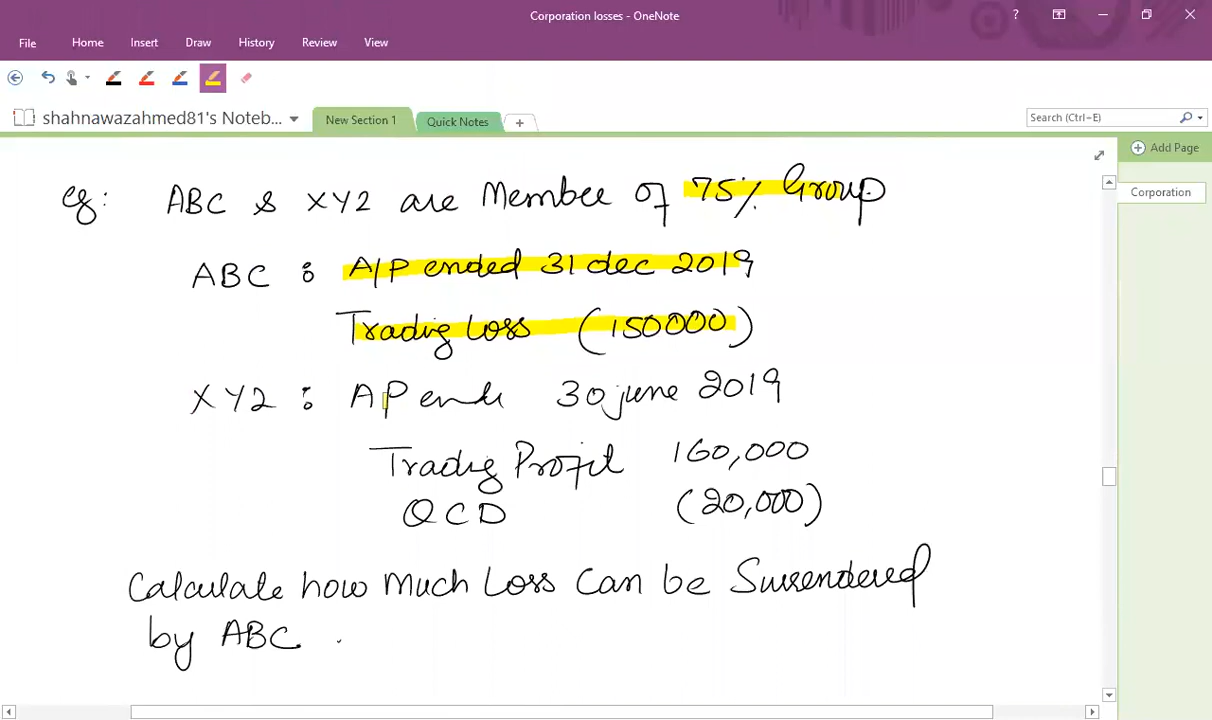 Corporation losses - OneNote
?
File Home Insert Draw History Review View
shahnawazahmed81's Noteb... New Section 1 Quick Notes + Search (Ctrl+E)
Add Page
Corporation
eg: ABC & XYZ are Member of 75% Group
ABC : A/P ended 31 dec 2019
Tradig Loss (150000)
XYZ : AP ends 30 june 2019
Tradig Profit 160,000
QCD (20,000)
Calculate how Much Loss Can be Surrendered
by ABC .